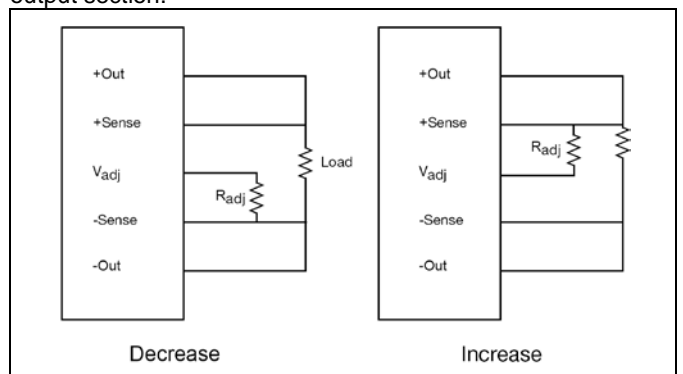 output section.
+Out
+Sense
Vadj
-Sense
-Out
Radj
Load
Decrease
+Out
+Sense
Vadj
-Sense
-Out
Radj
Increase